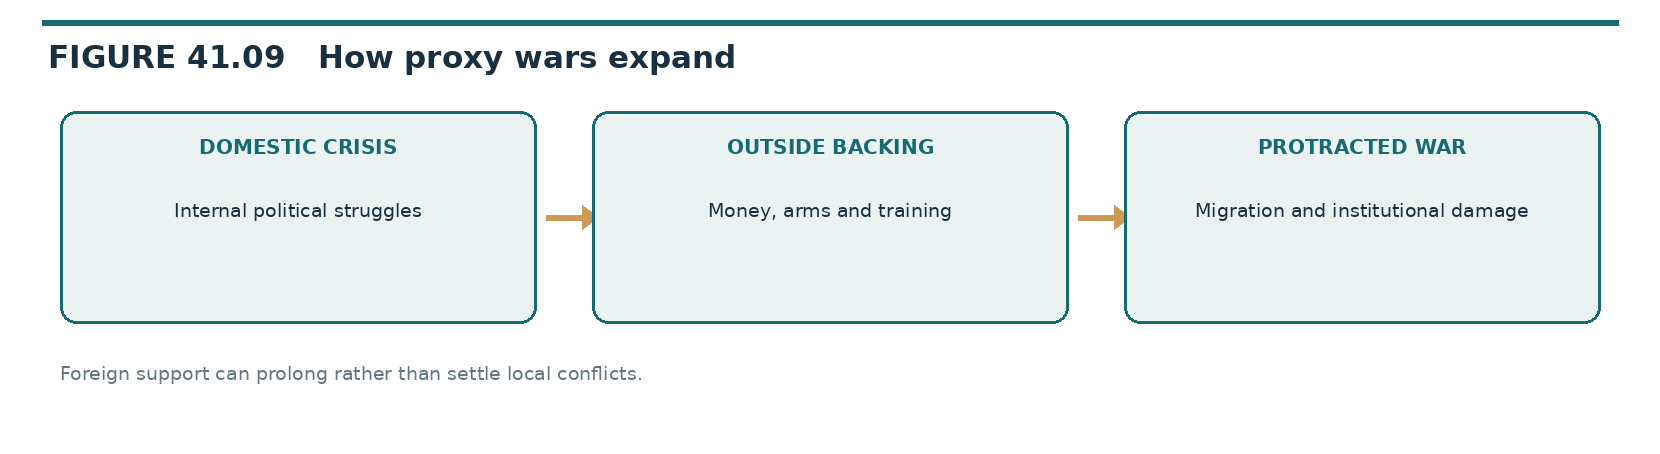 FIGURE 41.09 How proxy wars expand
DOMESTIC CRISIS
Internal political struggles
OUTSIDE BACKING
Money, arms and training
PROTRACTED WAR
Migration and institutional damage
Foreign support can prolong rather than settle local conflicts.